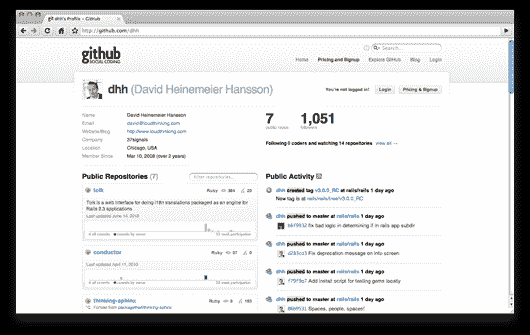 dhh's Profile - GitHub
http://github.com/dhh
github
SOCIAL CODING
Search...
Home Pricing and Signup Explore GitHub Blog Login
dhh (David Heinemeier Hansson)
You're not logged in! Login Pricing & Signup
Name David Heinemeier Hansson
Email david@loudthinking.com
Website/Blog http://www.loudthinking.com
Company 37signals
Location Chicago, USA
Member Since Mar 10, 2008 (over 2 years)
7 public repos
1,051 followers
Following 0 coders and watching 14 repositories view all →
Public Repositories (7)
Filter repositories...
tolk Ruby
Tolk is a web interface for doing i18n translations packaged as an engine for
Rails 2.3 applications
Last updated June 14, 2010
conductor Ruby
Last updated April 11, 2010
thinking-sphinx Ruby
Public Activity
dhh created tag v3.0.0_RC at rails/rails 1 day ago
New tag is at rails/rails/tree/v3.0.0_RC
dhh pushed to master at rails/rails 1 day ago
fix bad logic in determining if in rails app subdir
dhh pushed to master at rails/rails 1 day ago
Fix deprecation message on info screen
dhh pushed to master at rails/rails 1 day ago
Add install script for testing gems locally
dhh pushed to master at rails/rails 1 day ago
Spaces, people, spaces!